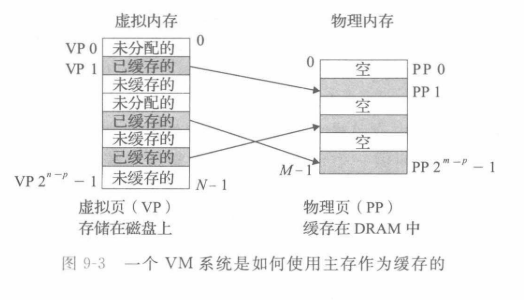 虚拟内存
物理内存
VP 0 未分配的 0
VP 1 已缓存的
未缓存的
未分配的
已缓存的
未缓存的
已缓存的
VP 2^{n-p} − 1 未缓存的 N−1
0 空 PP 0
PP 1
空
空
M−1 PP 2^{m-p} − 1
虚拟页（VP）
存储在磁盘上
物理页（PP）
缓存在 DRAM 中
图 9-3 一个 VM 系统是如何使用主存作为缓存的